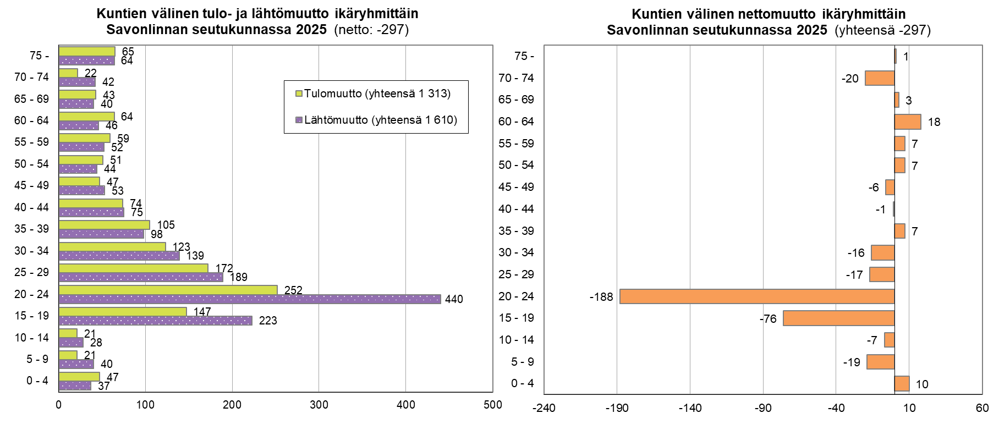 Kuntien välinen tulo- ja lähtömuutto ikäryhmittäin
Savonlinnan seutukunnassa 2025 (netto: -297)
75 -
65
64
70 - 74
22
42
65 - 69
43
40
60 - 64
64
46
55 - 59
59
52
50 - 54
51
44
45 - 49
47
53
40 - 44
74
75
35 - 39
105
98
30 - 34
123
139
25 - 29
172
189
20 - 24
252
440
15 - 19
147
223
10 - 14
21
28
5 - 9
21
40
0 - 4
47
37
0 100 200 300 400 500
Tulomuutto (yhteensä 1 313)
Lähtömuutto (yhteensä 1 610)
Kuntien välinen nettomuutto ikäryhmittäin
Savonlinnan seutukunnassa 2025 (yhteensä -297)
75 - 1
70 - 74 -20
65 - 69 3
60 - 64 18
55 - 59 7
50 - 54 7
45 - 49 -6
40 - 44 -1
35 - 39 7
30 - 34 -16
25 - 29 -17
20 - 24 -188
15 - 19 -76
10 - 14 -7
5 - 9 -19
0 - 4 10
-240 -190 -140 -90 -40 10 60